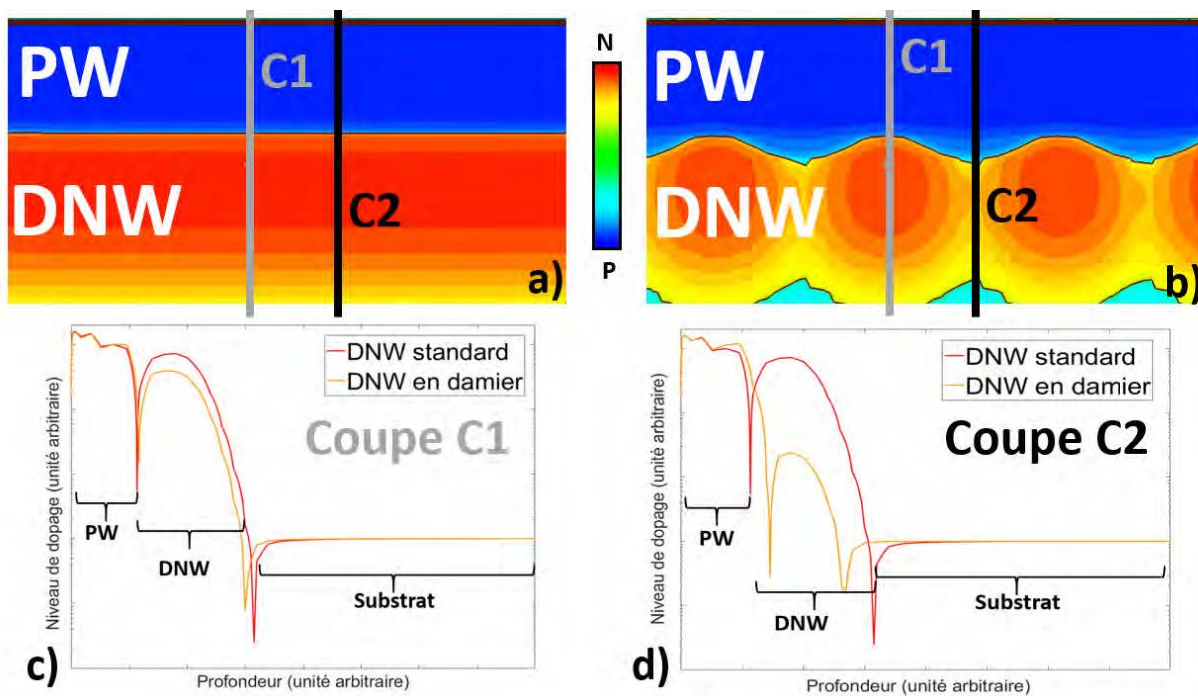 PW
C1
DNW
C2
a)
N
P
PW
C1
DNW
C2
b)
Niveau de dopage (unité arbitraire)
DNW standard
DNW en damier
Coupe C1
PW
DNW
Substrat
c)
Profondeur (unité arbitraire)
Niveau de dopage (unité arbitraire)
DNW standard
DNW en damier
Coupe C2
PW
DNW
Substrat
d)
Profondeur (unité arbitraire)